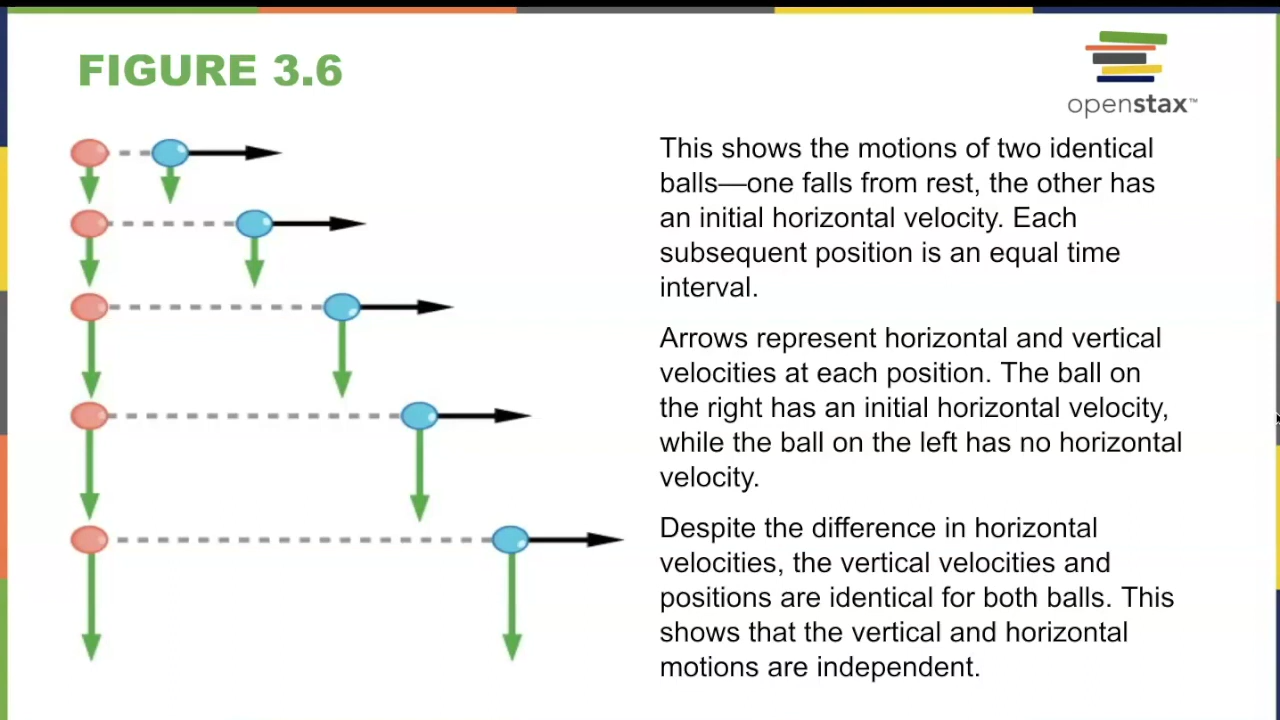 FIGURE 3.6
openstax™
This shows the motions of two identical
balls—one falls from rest, the other has
an initial horizontal velocity. Each
subsequent position is an equal time
interval.
Arrows represent horizontal and vertical
velocities at each position. The ball on
the right has an initial horizontal velocity,
while the ball on the left has no horizontal
velocity.
Despite the difference in horizontal
velocities, the vertical velocities and
positions are identical for both balls. This
shows that the vertical and horizontal
motions are independent.